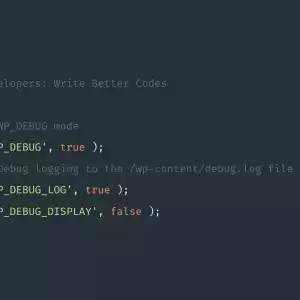 elopers: Write Better Codes
WP_DEBUG mode
P_DEBUG', true );
Debug logging to the /wp-content/debug.log file
P_DEBUG_LOG', true );
P_DEBUG_DISPLAY', false );